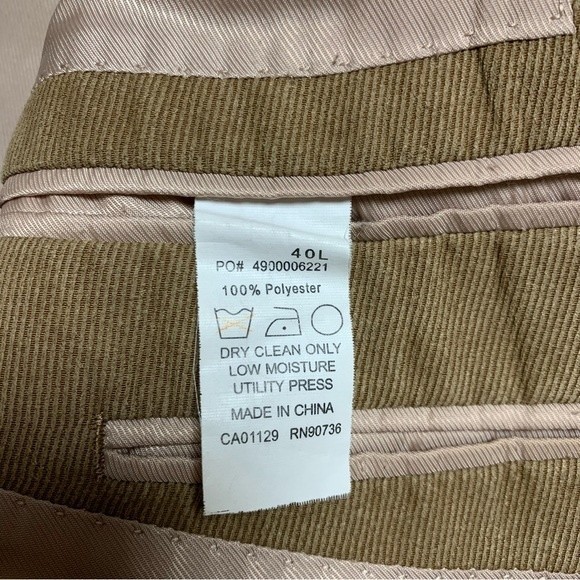 40L
PO# 4900006221
100% Polyester
DRY CLEAN ONLY
LOW MOISTURE
UTILITY PRESS
MADE IN CHINA
CA01129 RN90736